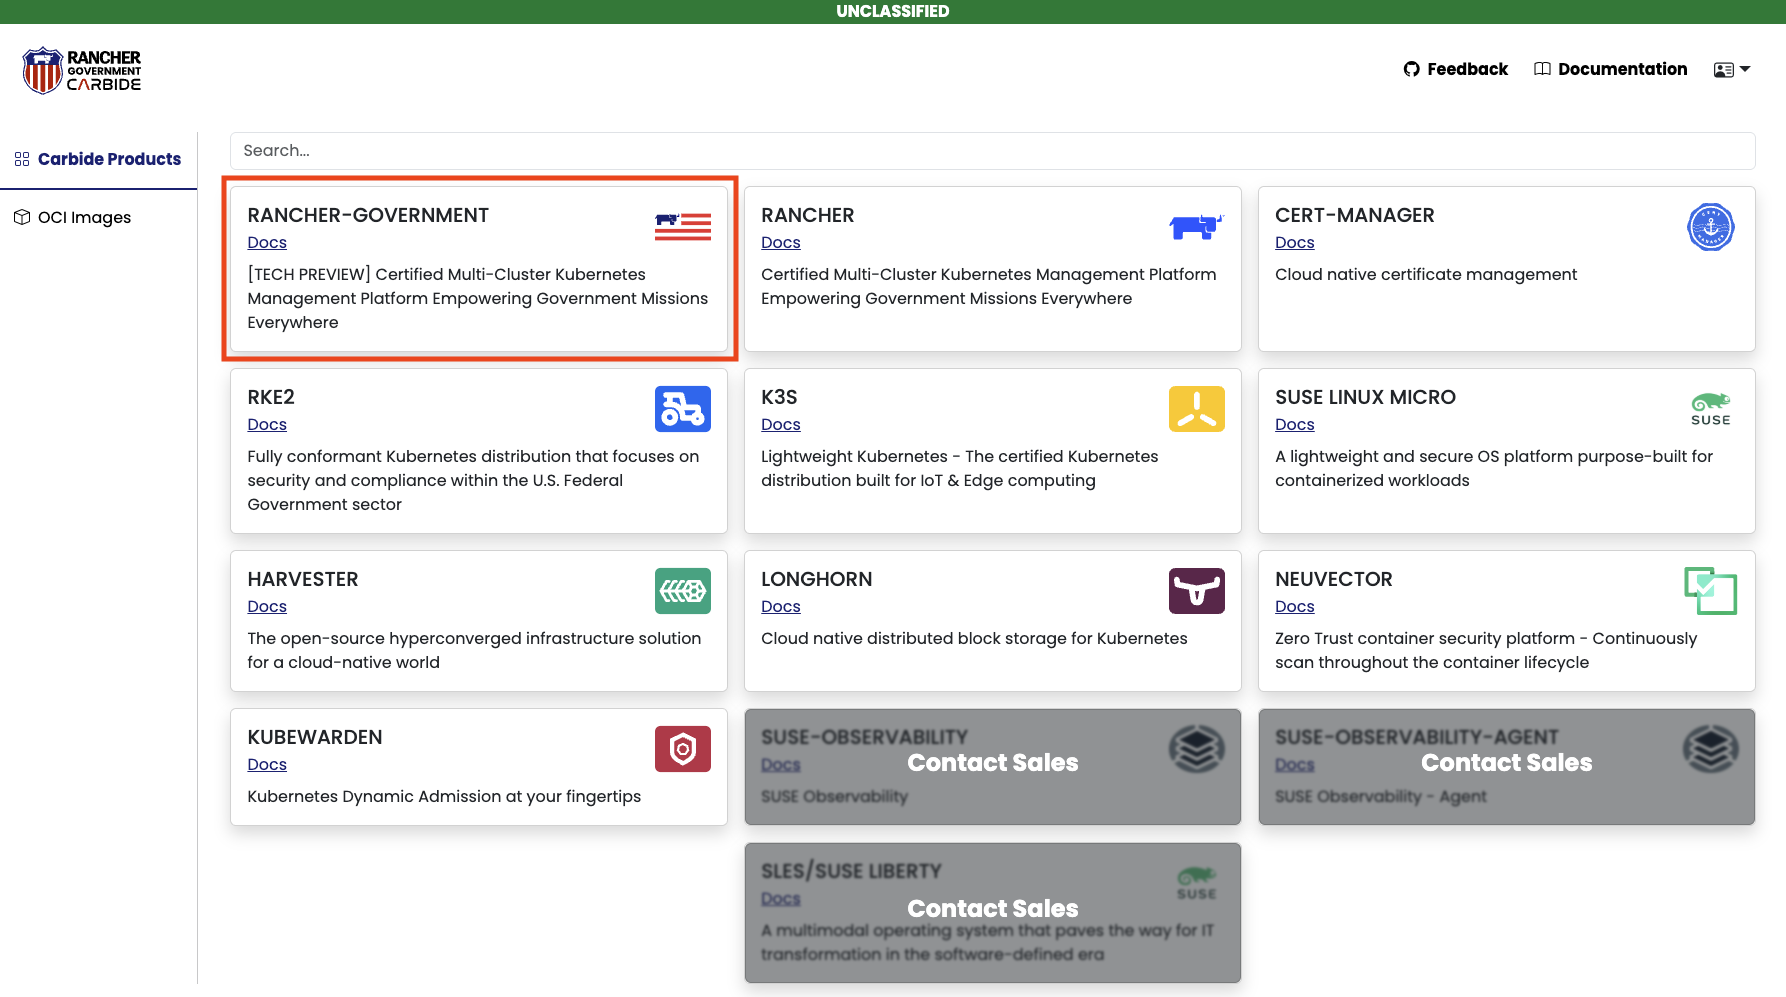 UNCLASSIFIED
RANCHER
GOVERNMENT
CARBIDE
Feedback
Documentation
Carbide Products
OCI Images
Search...
RANCHER-GOVERNMENT
Docs
[TECH PREVIEW] Certified Multi-Cluster Kubernetes
Management Platform Empowering Government Missions
Everywhere
RANCHER
Docs
Certified Multi-Cluster Kubernetes Management Platform
Empowering Government Missions Everywhere
CERT-MANAGER
Docs
Cloud native certificate management
CERT
MANAGER
RKE2
Docs
Fully conformant Kubernetes distribution that focuses on
security and compliance within the U.S. Federal
Government sector
K3S
Docs
Lightweight Kubernetes - The certified Kubernetes
distribution built for IoT & Edge computing
SUSE LINUX MICRO
Docs
A lightweight and secure OS platform purpose-built for
containerized workloads
SUSE
HARVESTER
Docs
The open-source hyperconverged infrastructure solution
for a cloud-native world
LONGHORN
Docs
Cloud native distributed block storage for Kubernetes
NEUVECTOR
Docs
Zero Trust container security platform - Continuously
scan throughout the container lifecycle
KUBEWARDEN
Docs
Kubernetes Dynamic Admission at your fingertips
SUSE-OBSERVABILITY
Docs
Contact Sales
SUSE Observability
SUSE-OBSERVABILITY-AGENT
Docs
Contact Sales
SUSE Observability - Agent
SLES/SUSE LIBERTY
Docs
Contact Sales
A multimodal operating system that paves the way for IT
transformation in the software-defined era
SUSE